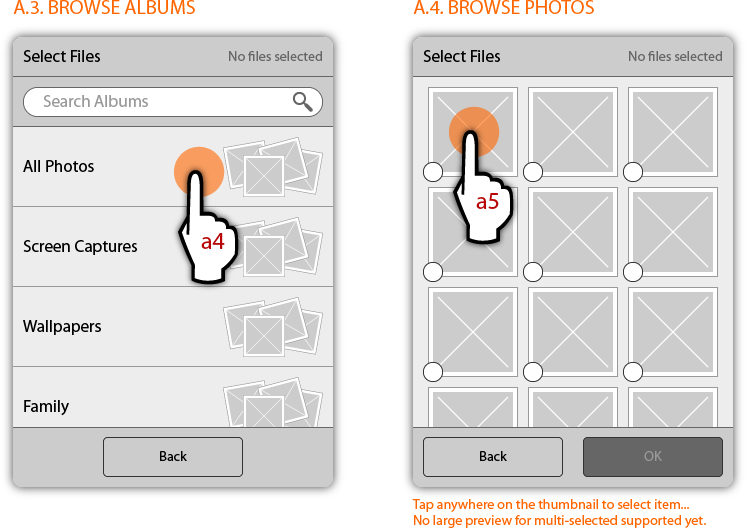 A.3. BROWSE ALBUMS
Select Files
No files selected
Search Albums
All Photos
a4
Screen Captures
Wallpapers
Family
Back
A.4. BROWSE PHOTOS
Select Files
No files selected
a5
Back
OK
Tap anywhere on the thumbnail to select item...
No large preview for multi-selected supported yet.